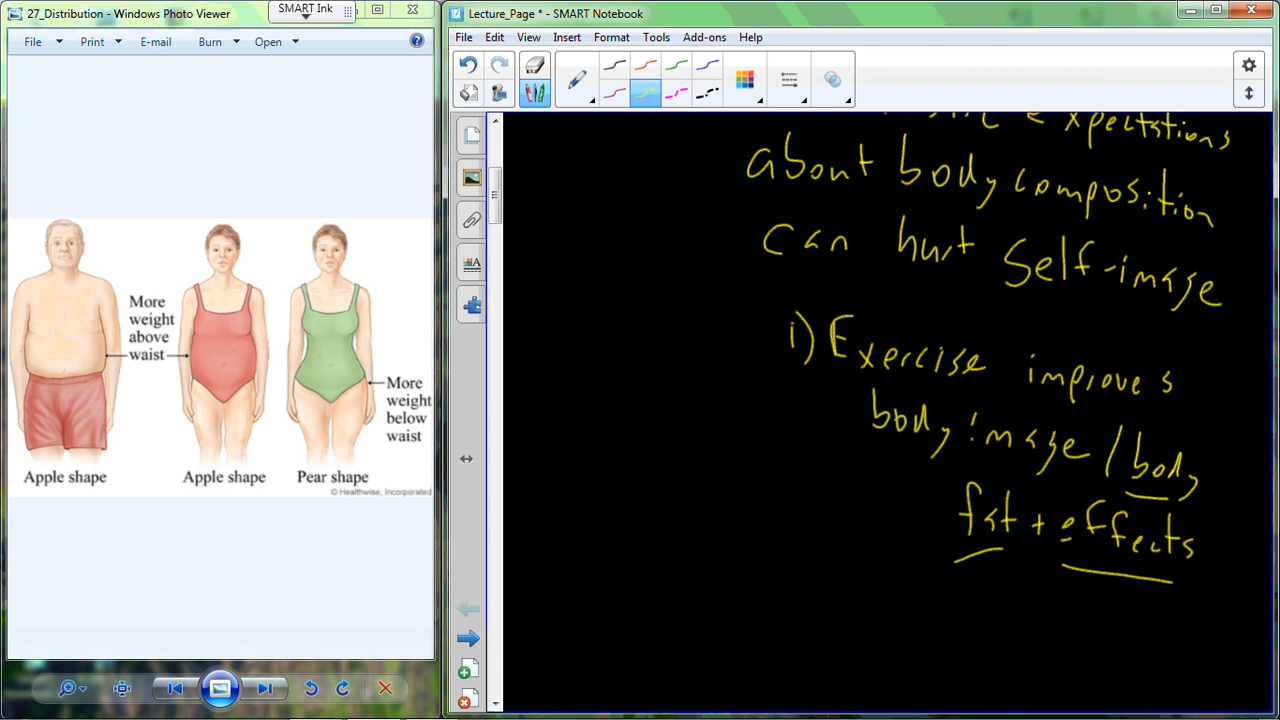 27_Distribution - Windows Photo Viewer
SMART Ink
File Print E-mail Burn Open
More
weight
above
waist
More
weight
below
waist
Apple shape
Apple shape
Pear shape
© Healthwise, Incorporated
Lecture_Page * - SMART Notebook
File Edit View Insert Format Tools Add-ons Help
expectations
about body composition
can hurt self-image
i) Exercise improves
body image / body
fat + effects